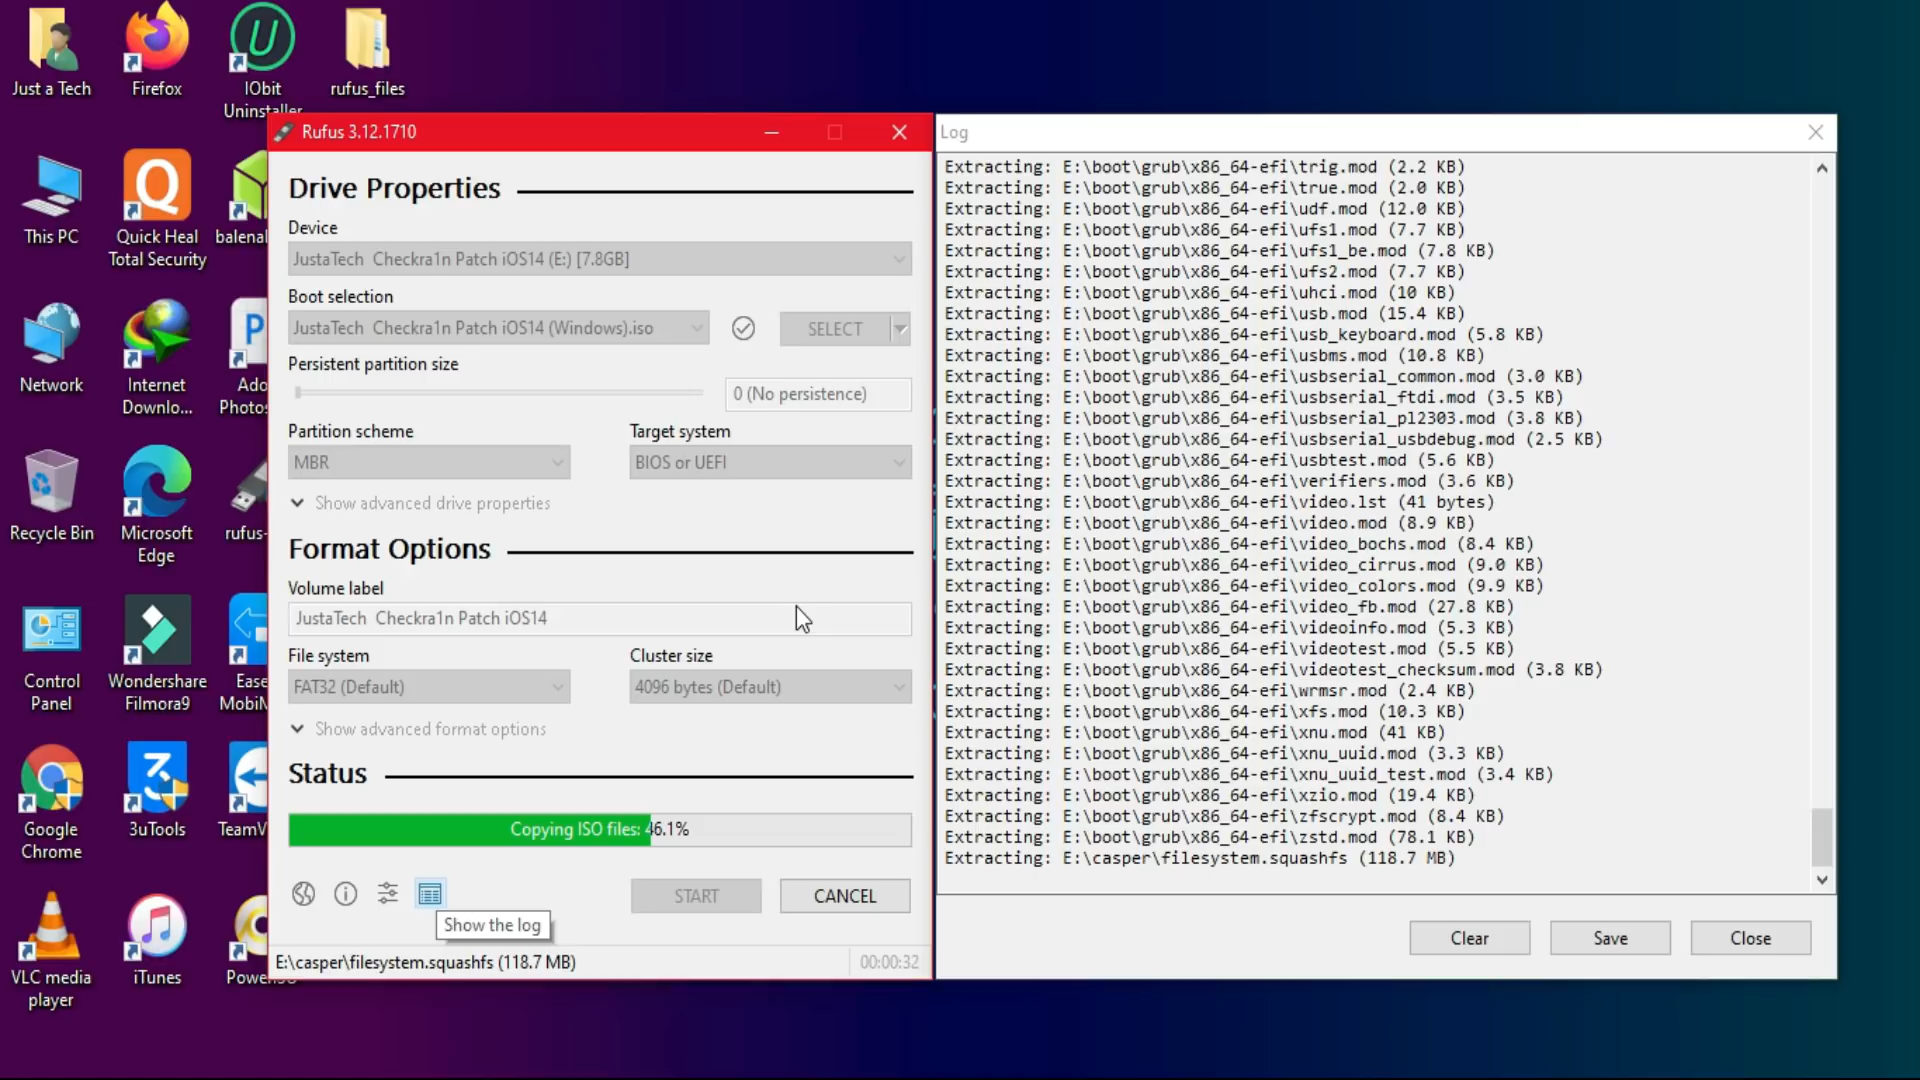 Just a Tech
Firefox
IObit
Uninstaller
rufus_files
This PC
Quick Heal
Total Security
balenaE
Network
Internet
Downlo...
Ado
Photos
Recycle Bin
Microsoft
Edge
rufus-
Control
Panel
Wondershare
Filmora9
Ease
MobiM
Google
Chrome
3uTools
TeamV
VLC media
player
iTunes
PowerISO
Rufus 3.12.1710
Drive Properties
Device
JustaTech Checkra1n Patch iOS14 (E:) [7.8GB]
Boot selection
JustaTech Checkra1n Patch iOS14 (Windows).iso
SELECT
Persistent partition size
0 (No persistence)
Partition scheme
Target system
MBR
BIOS or UEFI
Show advanced drive properties
Format Options
Volume label
JustaTech Checkra1n Patch iOS14
File system
Cluster size
FAT32 (Default)
4096 bytes (Default)
Show advanced format options
Status
Copying ISO files: 46.1%
START
CANCEL
Show the log
E:\casper\filesystem.squashfs (118.7 MB)
00:00:32
Log
Extracting: E:\boot\grub\x86_64-efi\trig.mod (2.2 KB)
Extracting: E:\boot\grub\x86_64-efi\true.mod (2.0 KB)
Extracting: E:\boot\grub\x86_64-efi\udf.mod (12.0 KB)
Extracting: E:\boot\grub\x86_64-efi\ufs1.mod (7.7 KB)
Extracting: E:\boot\grub\x86_64-efi\ufs1_be.mod (7.8 KB)
Extracting: E:\boot\grub\x86_64-efi\ufs2.mod (7.7 KB)
Extracting: E:\boot\grub\x86_64-efi\uhci.mod (10 KB)
Extracting: E:\boot\grub\x86_64-efi\usb.mod (15.4 KB)
Extracting: E:\boot\grub\x86_64-efi\usb_keyboard.mod (5.8 KB)
Extracting: E:\boot\grub\x86_64-efi\usbms.mod (10.8 KB)
Extracting: E:\boot\grub\x86_64-efi\usbserial_common.mod (3.0 KB)
Extracting: E:\boot\grub\x86_64-efi\usbserial_ftdi.mod (3.5 KB)
Extracting: E:\boot\grub\x86_64-efi\usbserial_pl2303.mod (3.8 KB)
Extracting: E:\boot\grub\x86_64-efi\usbserial_usbdebug.mod (2.5 KB)
Extracting: E:\boot\grub\x86_64-efi\usbtest.mod (5.6 KB)
Extracting: E:\boot\grub\x86_64-efi\verifiers.mod (3.6 KB)
Extracting: E:\boot\grub\x86_64-efi\video.lst (41 bytes)
Extracting: E:\boot\grub\x86_64-efi\video.mod (8.9 KB)
Extracting: E:\boot\grub\x86_64-efi\video_bochs.mod (8.4 KB)
Extracting: E:\boot\grub\x86_64-efi\video_cirrus.mod (9.0 KB)
Extracting: E:\boot\grub\x86_64-efi\video_colors.mod (9.9 KB)
Extracting: E:\boot\grub\x86_64-efi\video_fb.mod (27.8 KB)
Extracting: E:\boot\grub\x86_64-efi\videoinfo.mod (5.3 KB)
Extracting: E:\boot\grub\x86_64-efi\videotest.mod (5.5 KB)
Extracting: E:\boot\grub\x86_64-efi\videotest_checksum.mod (3.8 KB)
Extracting: E:\boot\grub\x86_64-efi\wrmsr.mod (2.4 KB)
Extracting: E:\boot\grub\x86_64-efi\xfs.mod (10.3 KB)
Extracting: E:\boot\grub\x86_64-efi\xnu.mod (41 KB)
Extracting: E:\boot\grub\x86_64-efi\xnu_uuid.mod (3.3 KB)
Extracting: E:\boot\grub\x86_64-efi\xnu_uuid_test.mod (3.4 KB)
Extracting: E:\boot\grub\x86_64-efi\xzio.mod (19.4 KB)
Extracting: E:\boot\grub\x86_64-efi\zfscrypt.mod (8.4 KB)
Extracting: E:\boot\grub\x86_64-efi\zstd.mod (78.1 KB)
Extracting: E:\casper\filesystem.squashfs (118.7 MB)
Clear
Save
Close